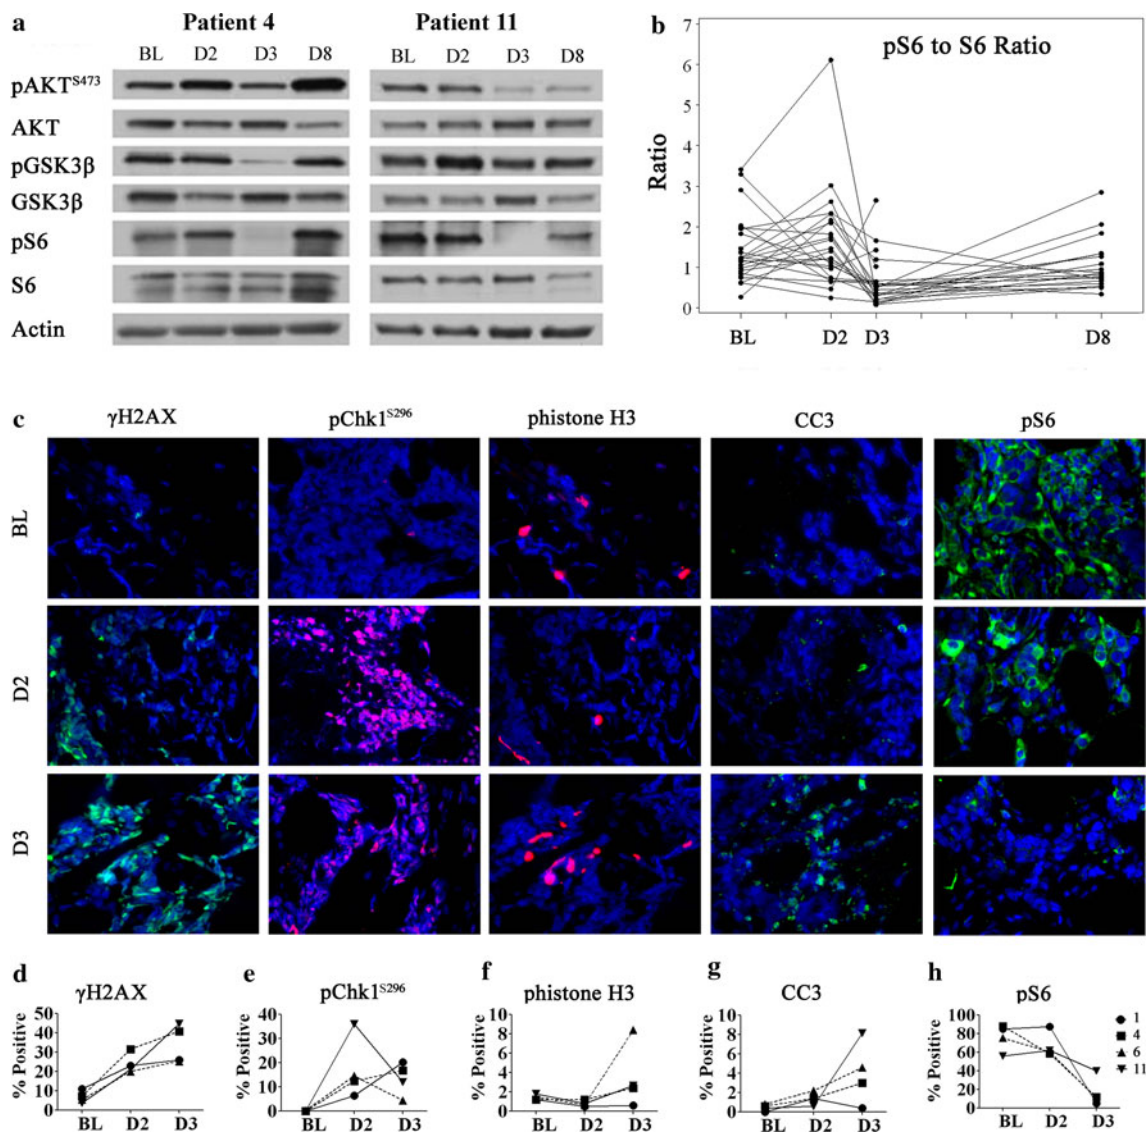 a
Patient 4 Patient 11
BL D2 D3 D8 BL D2 D3 D8
pAKT^S473
AKT
pGSK3β
GSK3β
pS6
S6
Actin
b
pS6 to S6 Ratio
Ratio
7
6
5
4
3
2
1
0
BL D2 D3 D8
c
γH2AX pChk1^S296 phistone H3 CC3 pS6
BL
D2
D3
d
γH2AX
% Positive
50
40
30
20
10
0
BL D2 D3
e
pChk1^S296
% Positive
40
30
20
10
0
BL D2 D3
f
phistone H3
% Positive
10
8
6
4
2
0
BL D2 D3
g
CC3
% Positive
10
8
6
4
2
0
BL D2 D3
h
pS6
% Positive
100
80
60
40
20
0
BL D2 D3
1
4
6
11